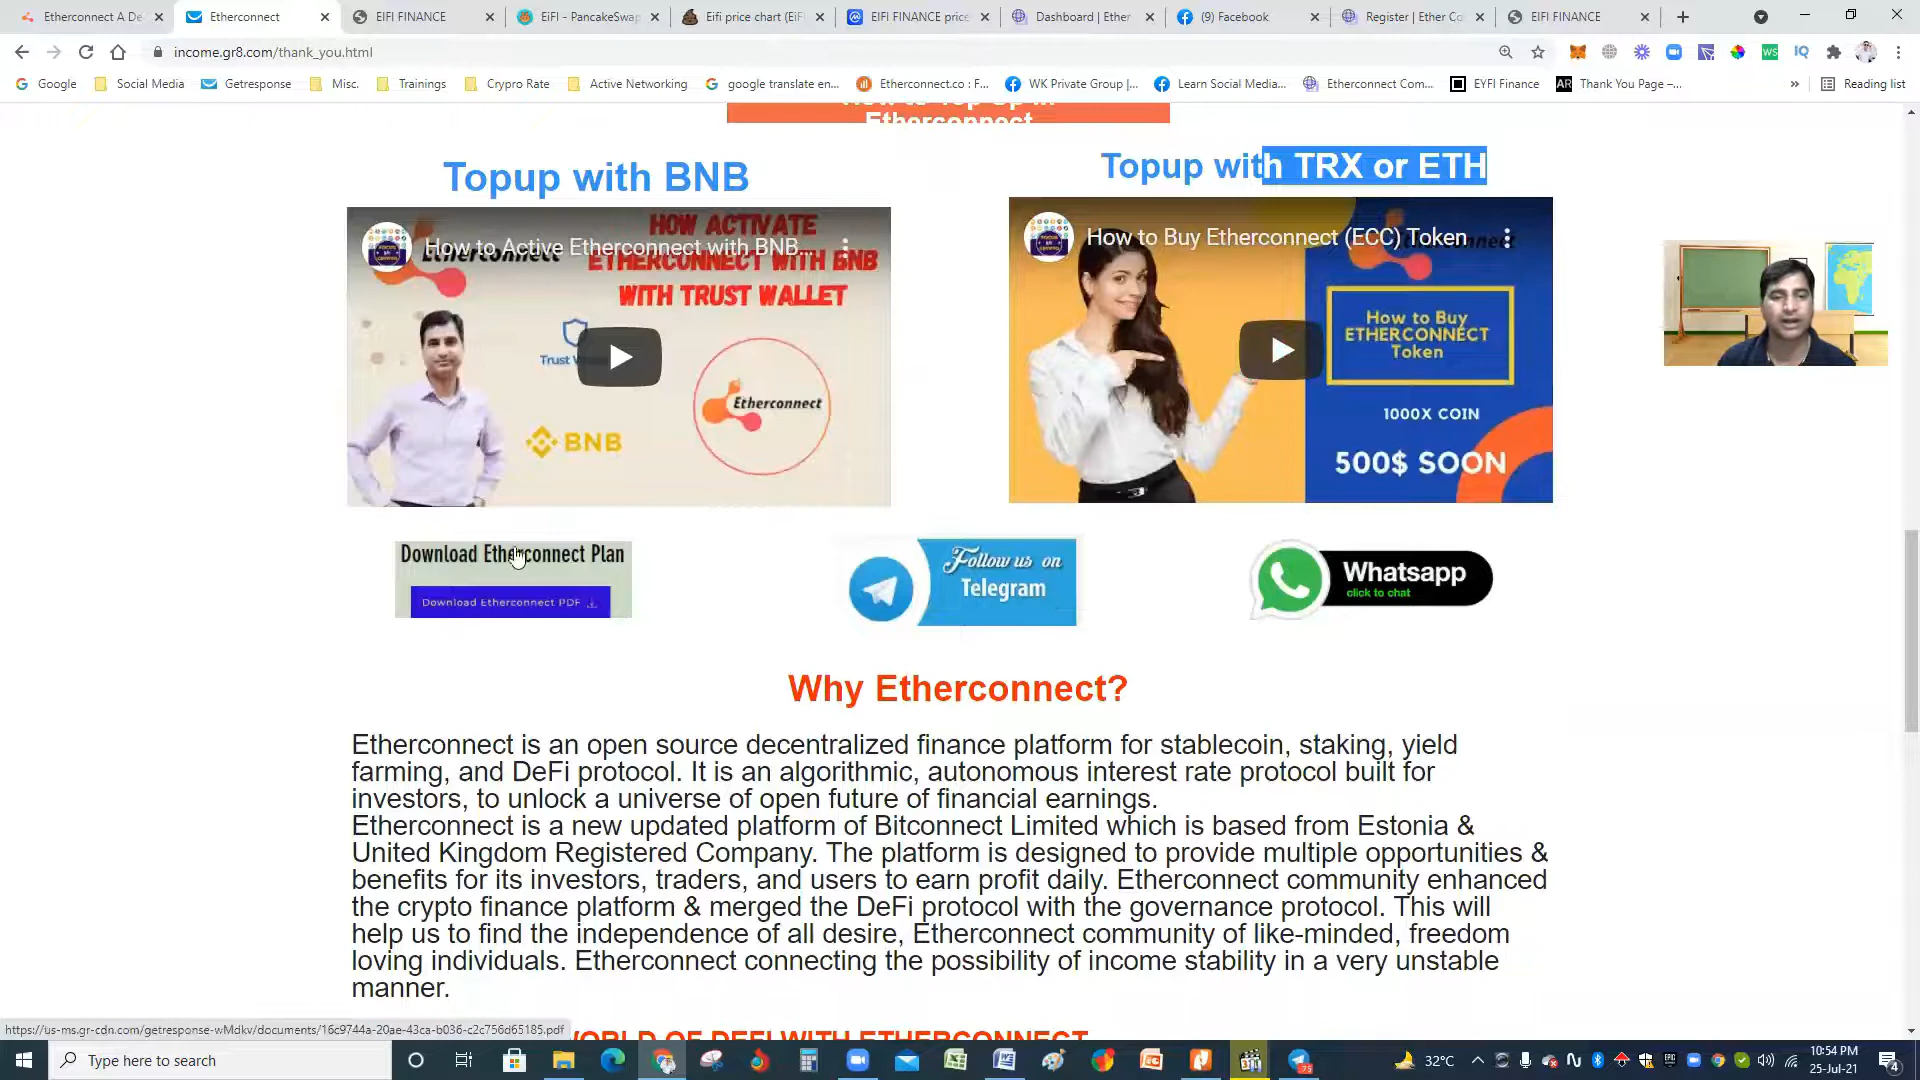 Etherconnect A De
Etherconnect
EIFI FINANCE
EiFI - PancakeSwap
Eifi price chart (EiFi
EIFI FINANCE price
Dashboard | Ether
(9) Facebook
Register | Ether Co
EIFI FINANCE
income.gr8.com/thank_you.html
Google
Social Media
Getresponse
Misc.
Trainings
Crypro Rate
Active Networking
google translate en...
Etherconnect.co : F...
WK Private Group |...
Learn Social Media...
Etherconnect Com...
EYFI Finance
Thank You Page –...
»
Reading list
Etherconnect
Topup with BNB
Topup with TRX or ETH
How to Active Etherconnect with BNB...
HOW ACTIVATE
ETHERCONNECT WITH BNB
WITH TRUST WALLET
Etherconnect
BNB
How to Buy Etherconnect (ECC) Token
How to Buy
ETHERCONNECT
Token
1000X COIN
500$ SOON
Download Etherconnect Plan
Download Etherconnect PDF
Follow us on
Telegram
Whatsapp
click to chat
Why Etherconnect?
Etherconnect is an open source decentralized finance platform for stablecoin, staking, yield
farming, and DeFi protocol. It is an algorithmic, autonomous interest rate protocol built for
investors, to unlock a universe of open future of financial earnings.
Etherconnect is a new updated platform of Bitconnect Limited which is based from Estonia &
United Kingdom Registered Company. The platform is designed to provide multiple opportunities &
benefits for its investors, traders, and users to earn profit daily. Etherconnect community enhanced
the crypto finance platform & merged the DeFi protocol with the governance protocol. This will
help us to find the independence of all desire, Etherconnect community of like-minded, freedom
loving individuals. Etherconnect connecting the possibility of income stability in a very unstable
manner.
WORLD OF DEFI WITH ETHERCONNECT
https://us-ms.gr-cdn.com/getresponse-wMdkv/documents/16c9744a-20ae-43ca-b036-c2c756d65185.pdf
Type here to search
32°C
10:54 PM
25-Jul-21